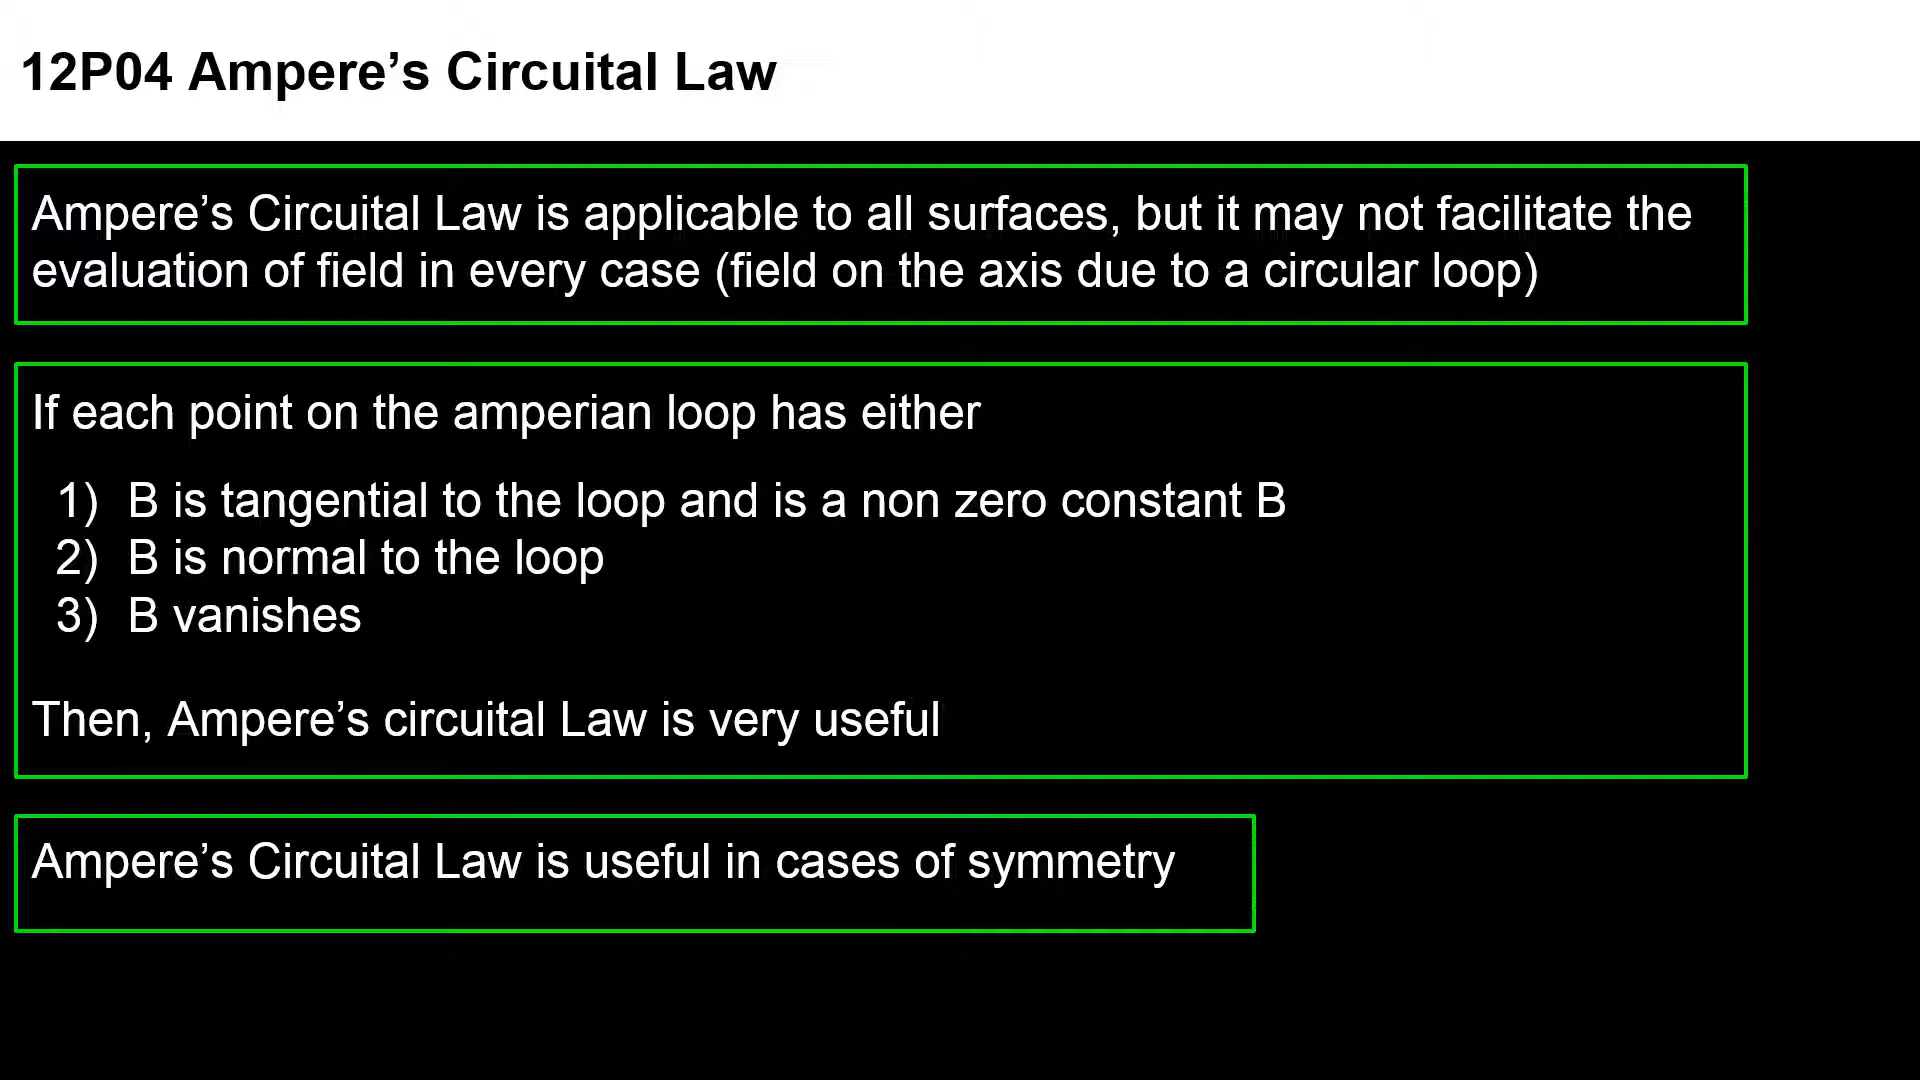 12P04 Ampere’s Circuital Law
Ampere’s Circuital Law is applicable to all surfaces, but it may not facilitate the
evaluation of field in every case (field on the axis due to a circular loop)
If each point on the amperian loop has either
1) B is tangential to the loop and is a non zero constant B
2) B is normal to the loop
3) B vanishes
Then, Ampere’s circuital Law is very useful
Ampere’s Circuital Law is useful in cases of symmetry